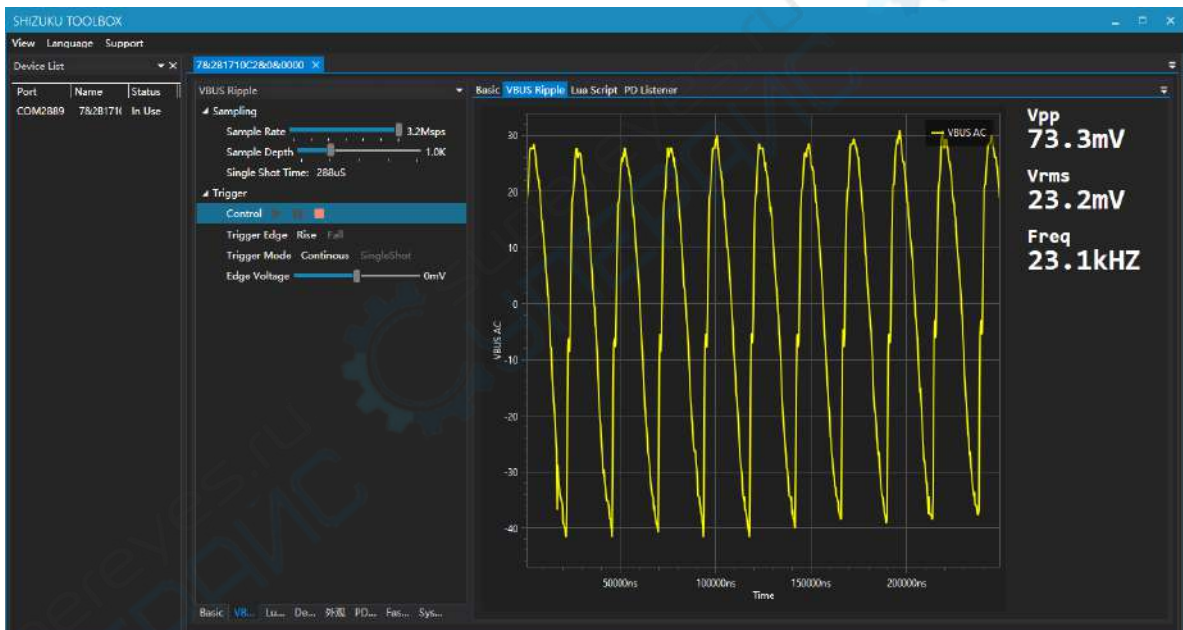 SHIZUKU TOOLBOX
View Language Support
Device List
Port Name Status
COM2889 7&2B171( In Use
7&2B1710C2&0&0000
VBUS Ripple
Sampling
Sample Rate 3.2Msps
Sample Depth 1.0K
Single Shot Time: 288uS
Trigger
Control
Trigger Edge Rise Fall
Trigger Mode Continous SingleShot
Edge Voltage 0mV
Basic VB... Lu... De... 外观 PD... Fas... Sys...
Basic VBUS Ripple Lua Script PD Listener
VBUS AC
30
20
10
0
-10
-20
-30
-40
VBUS AC
50000ns 100000ns 150000ns 200000ns
Time
Vpp
73.3mV
Vrms
23.2mV
Freq
23.1kHZ